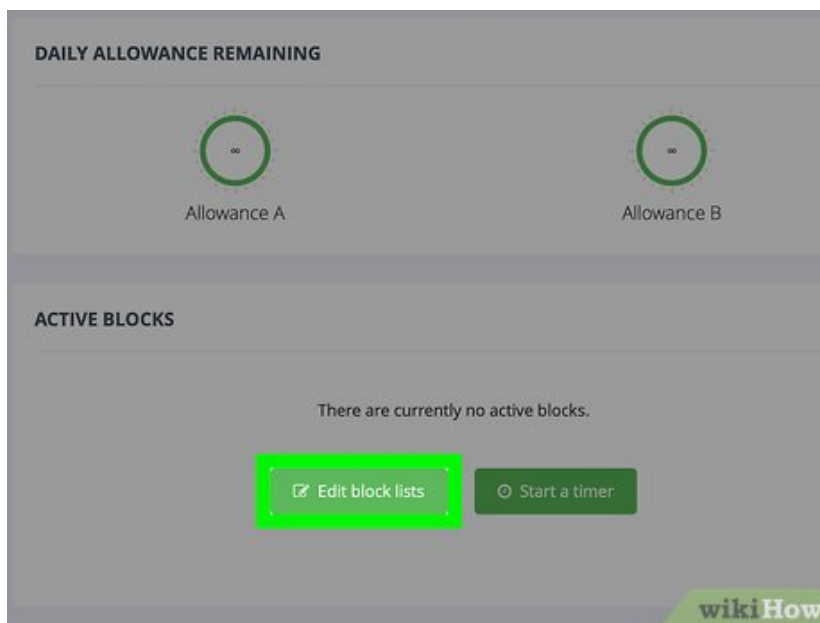 DAILY ALLOWANCE REMAINING
∞ ∞
Allowance A Allowance B
ACTIVE BLOCKS
There are currently no active blocks.
Edit block lists Start a timer
wikiHow